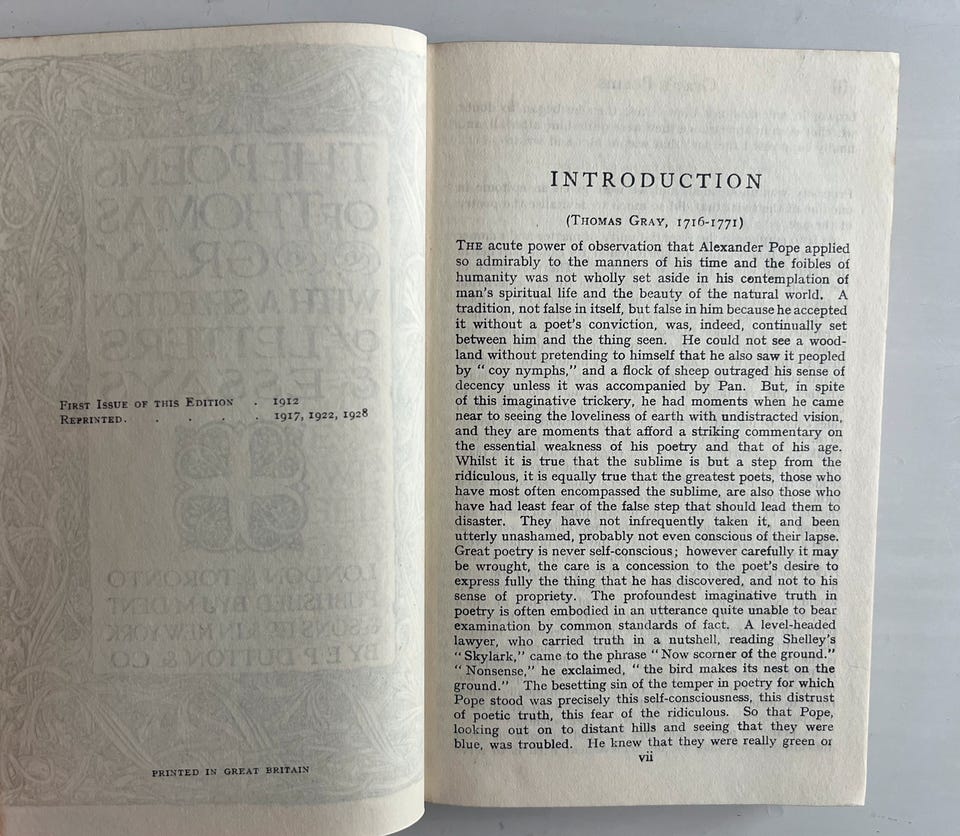 FIRST ISSUE OF THIS EDITION . 1912
REPRINTED. . . . . 1917, 1922, 1928
THE POEMS
OF THOMAS
GRAY
WITH A SELECTION
of LETTERS
& ESSAYS
LONDON TORONTO
PUBLISHED BY J M DENT
& SONS LTD IN NEW YORK
BY E P DUTTON & CO
PRINTED IN GREAT BRITAIN
Gray's Poems
INTRODUCTION
(THOMAS GRAY, 1716-1771)
THE acute power of observation that Alexander Pope applied
so admirably to the manners of his time and the foibles of
humanity was not wholly set aside in his contemplation of
man's spiritual life and the beauty of the natural world. A
tradition, not false in itself, but false in him because he accepted
it without a poet's conviction, was, indeed, continually set
between him and the thing seen. He could not see a wood-
land without pretending to himself that he also saw it peopled
by " coy nymphs," and a flock of sheep outraged his sense of
decency unless it was accompanied by Pan. But, in spite
of this imaginative trickery, he had moments when he came
near to seeing the loveliness of earth with undistracted vision,
and they are moments that afford a striking commentary on
the essential weakness of his poetry and that of his age.
Whilst it is true that the sublime is but a step from the
ridiculous, it is equally true that the greatest poets, those who
have most often encompassed the sublime, are also those who
have had least fear of the false step that should lead them to
disaster. They have not infrequently taken it, and been
utterly unashamed, probably not even conscious of their lapse.
Great poetry is never self-conscious; however carefully it may
be wrought, the care is a concession to the poet's desire to
express fully the thing that he has discovered, and not to his
sense of propriety. The profoundest imaginative truth in
poetry is often embodied in an utterance quite unable to bear
examination by common standards of fact. A level-headed
lawyer, who carried truth in a nutshell, reading Shelley's
" Skylark," came to the phrase " Now scorner of the ground."
" Nonsense," he exclaimed, " the bird makes its nest on the
ground." The besetting sin of the temper in poetry for which
Pope stood was precisely this self-consciousness, this distrust
of poetic truth, this fear of the ridiculous. So that Pope,
looking out on to distant hills and seeing that they were
blue, was troubled. He knew that they were really green or
vii